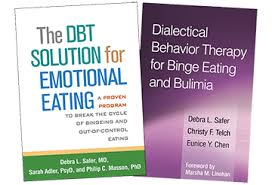 The DBT
SOLUTION for
EMOTIONAL
EATING
A PROVEN
PROGRAM
TO BREAK THE CYCLE
OF BINGEING AND
OUT-OF-CONTROL
EATING
Debra L. Safer, MD,
Sarah Adler, PsyD, and Philip C. Masson, PhD
Dialectical
Behavior Therapy
for Binge Eating and
Bulimia
Debra L. Safer
Christy F. Telch
Eunice Y. Chen
Foreword by
Marsha M. Linehan